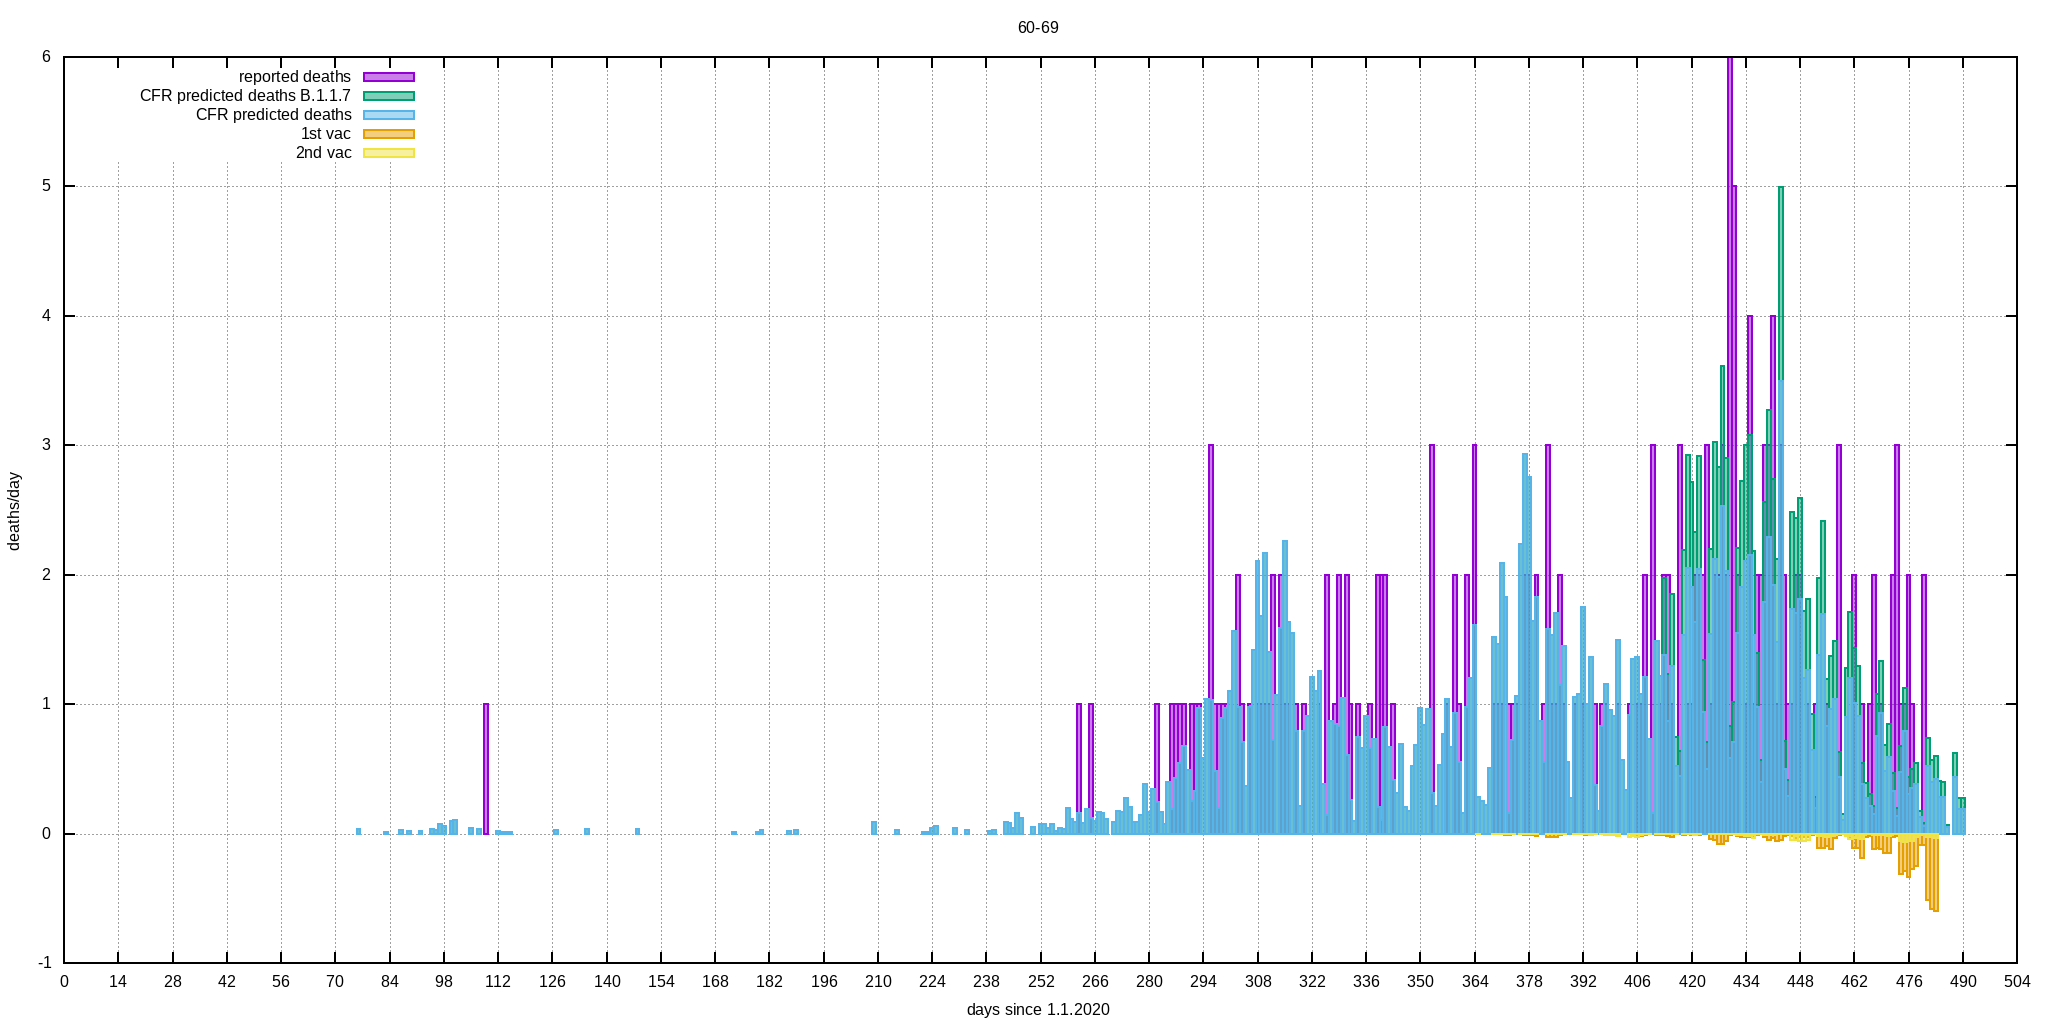 60-69
reported deaths
CFR predicted deaths B.1.1.7
CFR predicted deaths
1st vac
2nd vac
6
5
4
3
2
1
0
-1
deaths/day
0 14 28 42 56 70 84 98 112 126 140 154 168 182 196 210 224 238 252 266 280 294 308 322 336 350 364 378 392 406 420 434 448 462 476 490 504
days since 1.1.2020